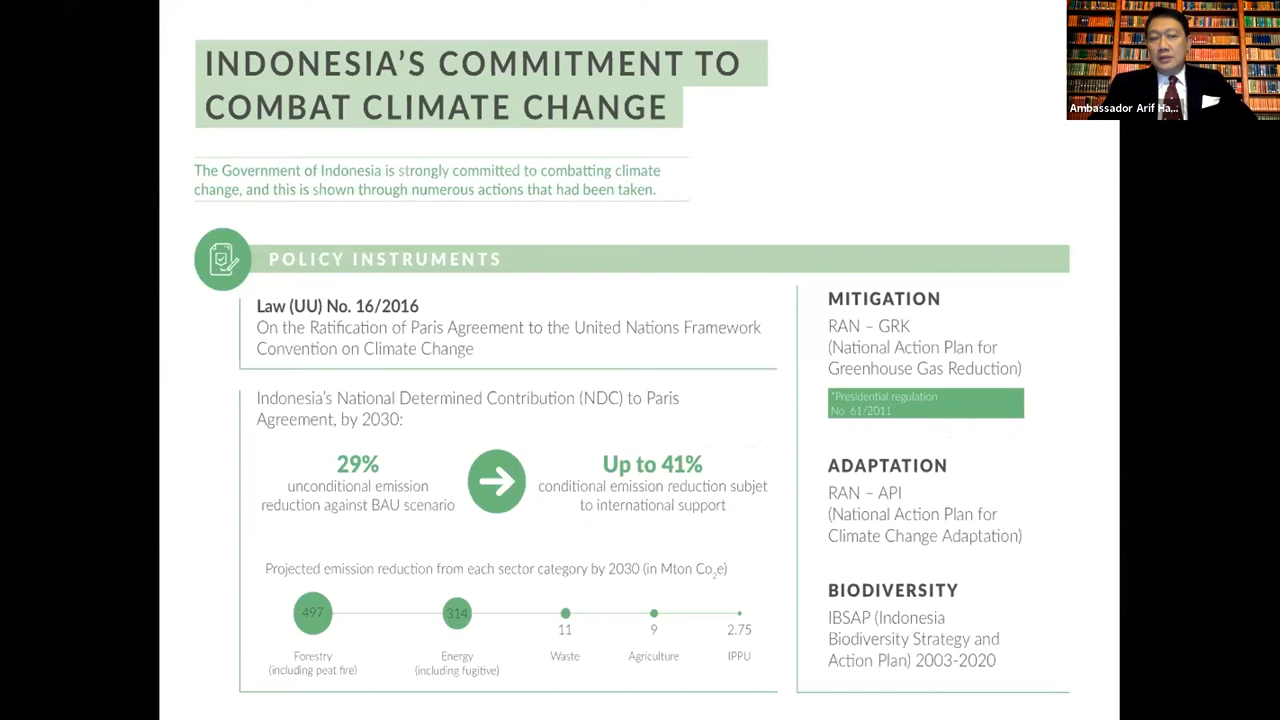 INDONESIA'S COMMITMENT TO
COMBAT CLIMATE CHANGE
Ambassador Arif Ha...
The Government of Indonesia is strongly committed to combatting climate
change, and this is shown through numerous actions that had been taken.
POLICY INSTRUMENTS
Law (UU) No. 16/2016
On the Ratification of Paris Agreement to the United Nations Framework
Convention on Climate Change
Indonesia's National Determined Contribution (NDC) to Paris
Agreement, by 2030:
29%
unconditional emission
reduction against BAU scenario
Up to 41%
conditional emission reduction subjet
to international support
Projected emission reduction from each sector category by 2030 (in Mton Co2e)
497
314
11
9
2.75
Forestry
(including peat fire)
Energy
(including fugitive)
Waste
Agriculture
IPPU
MITIGATION
RAN – GRK
(National Action Plan for
Greenhouse Gas Reduction)
*Presidential regulation
No. 61/2011
ADAPTATION
RAN – API
(National Action Plan for
Climate Change Adaptation)
BIODIVERSITY
IBSAP (Indonesia
Biodiversity Strategy and
Action Plan) 2003-2020